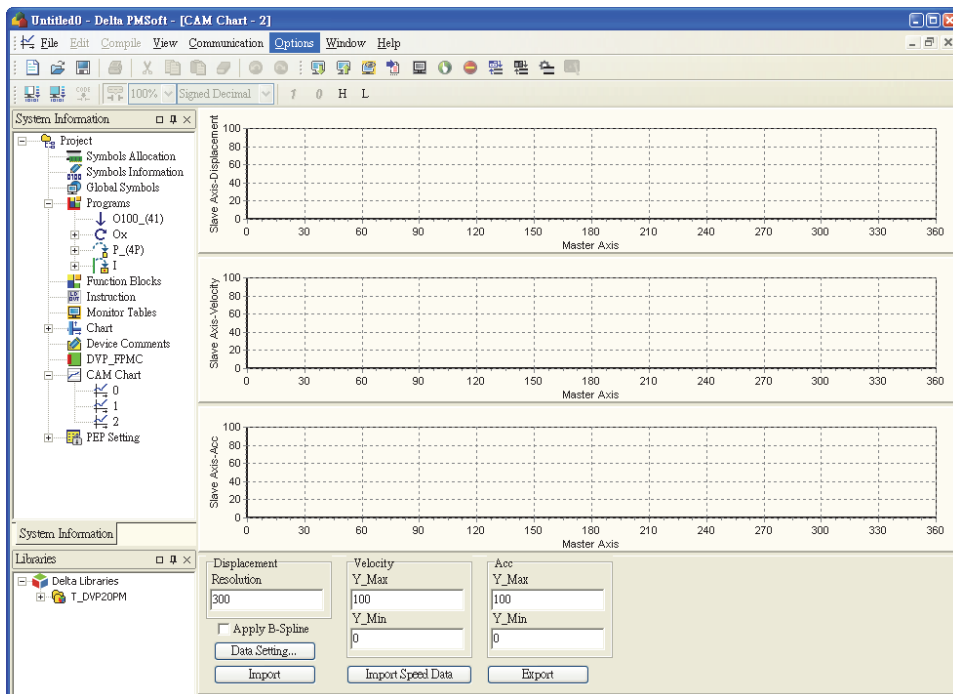 Untitled0 - Delta PMSoft - [CAM Chart - 2]
File Edit Compile View Communication Options Window Help
100% Signed Decimal 1 0 H L
System Information
Project
Symbols Allocation
Symbols Information
Global Symbols
Programs
O100_(41)
Ox
P_(4P)
I
Function Blocks
Instruction
Monitor Tables
Chart
Device Comments
DVP_FPMC
CAM Chart
0
1
2
PEP Setting
System Information
Libraries
Delta Libraries
T_DVP20PM
Slave Axis-Displacement
100
80
60
40
20
0
0 30 60 90 120 150 180 210 240 270 300 330 360
Master Axis
Slave Axis-Velocity
100
80
60
40
20
0
0 30 60 90 120 150 180 210 240 270 300 330 360
Master Axis
Slave Axis-Acc
100
80
60
40
20
0
0 30 60 90 120 150 180 210 240 270 300 330 360
Master Axis
Displacement
Resolution
300
Apply B-Spline
Data Setting...
Import
Velocity
Y_Max
100
Y_Min
0
Import Speed Data
Acc
Y_Max
100
Y_Min
0
Export